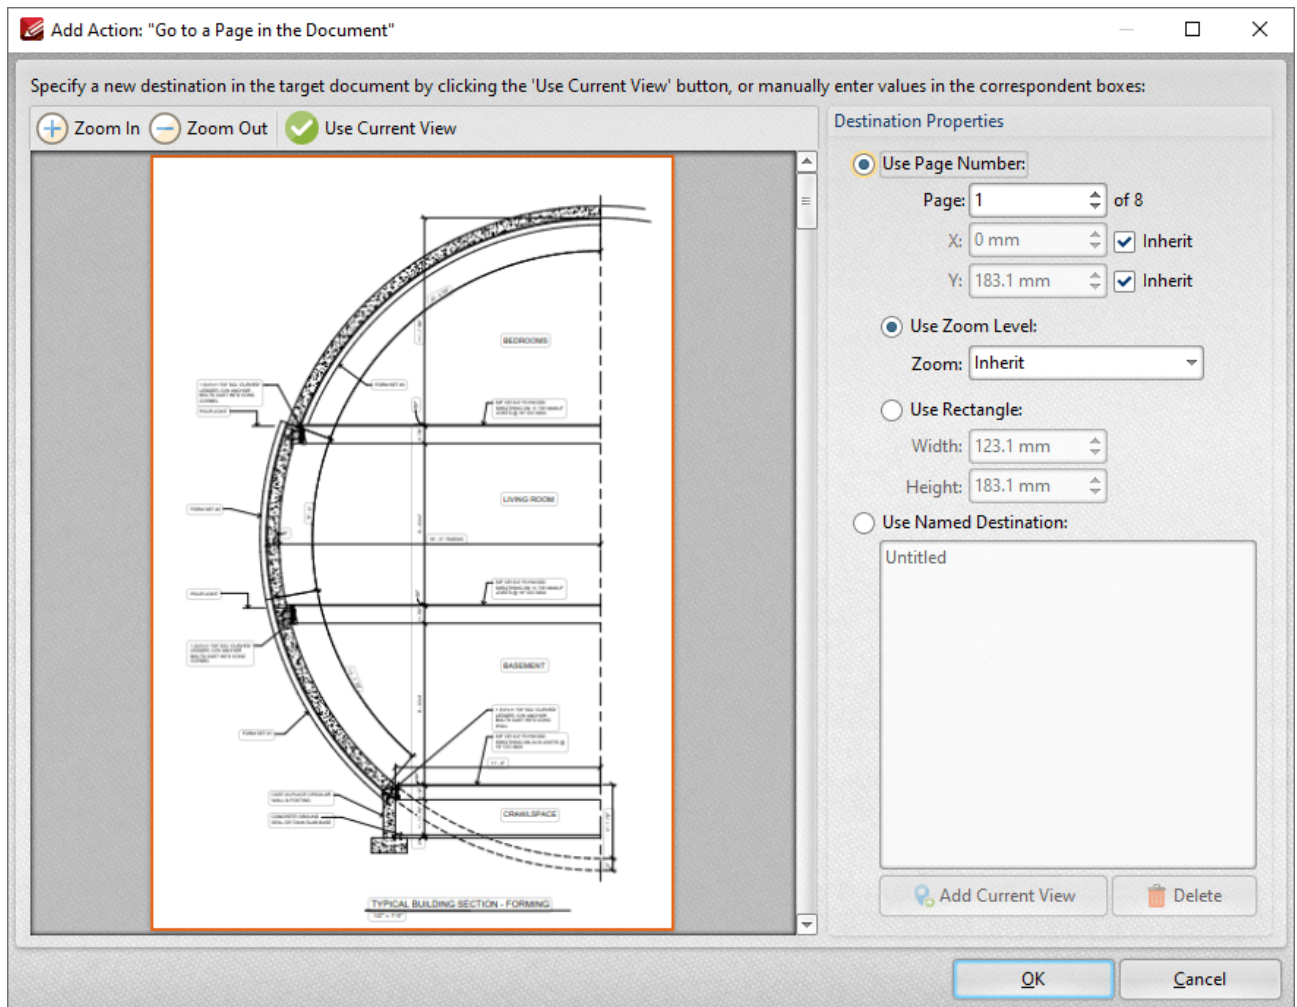 Add Action: "Go to a Page in the Document"
Specify a new destination in the target document by clicking the 'Use Current View' button, or manually enter values in the correspondent boxes:
Zoom In
Zoom Out
Use Current View
BEDROOMS
LIVING ROOM
BASEMENT
CRAWLSPACE
TYPICAL BUILDING SECTION - FORMING
Destination Properties
Use Page Number:
Page: 1 of 8
X: 0 mm Inherit
Y: 183.1 mm Inherit
Use Zoom Level:
Zoom: Inherit
Use Rectangle:
Width: 123.1 mm
Height: 183.1 mm
Use Named Destination:
Untitled
Add Current View
Delete
OK
Cancel